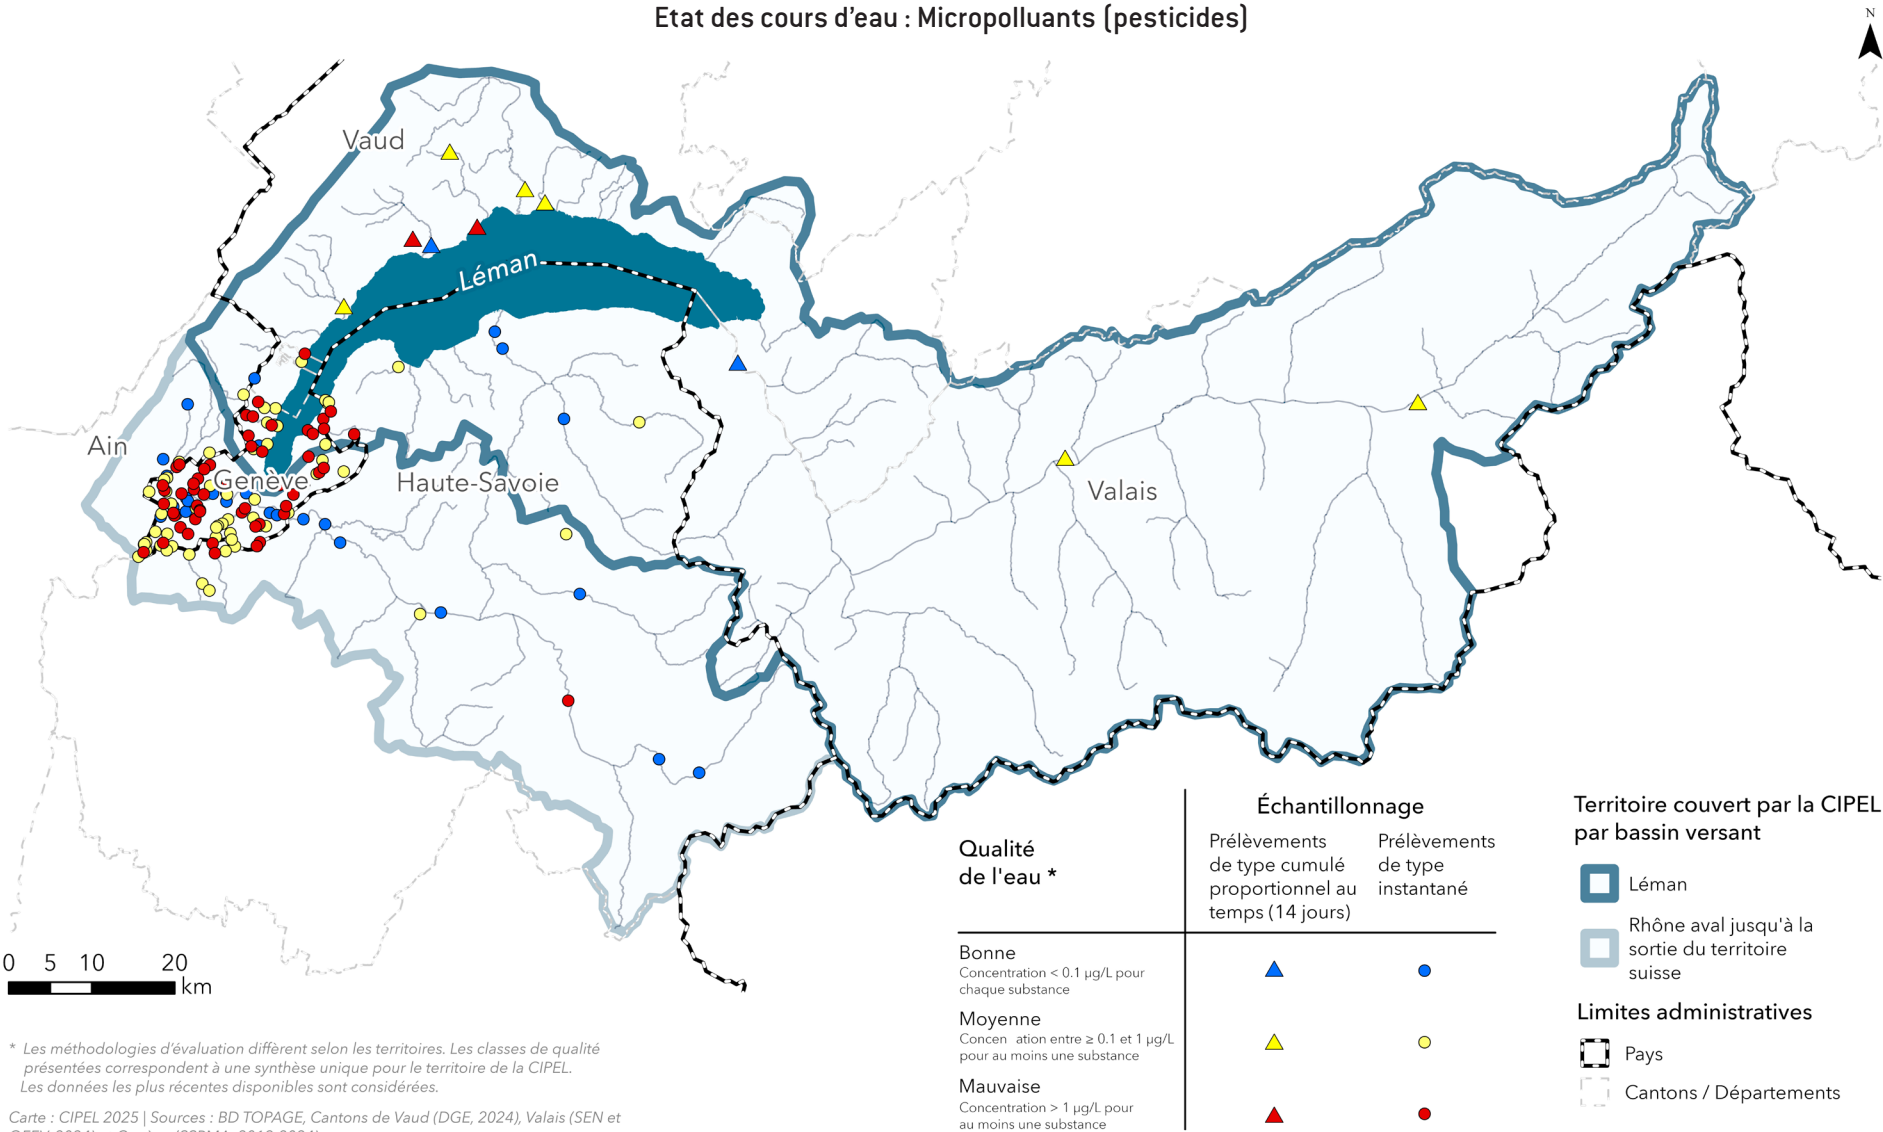 Etat des cours d'eau : Micropolluants (pesticides)
N
Vaud
Léman
Ain
Genève
Haute-Savoie
Valais
0 5 10 20
km
* Les méthodologies d'évaluation diffèrent selon les territoires. Les classes de qualité
présentées correspondent à une synthèse unique pour le territoire de la CIPEL.
Les données les plus récentes disponibles sont considérées.
Carte : CIPEL 2025 | Sources : BD TOPAGE, Cantons de Vaud (DGE, 2024), Valais (SEN et
Qualité
de l'eau *
Échantillonnage
Prélèvements
de type cumulé
proportionnel au
temps (14 jours)
Prélèvements
de type
instantané
Bonne
Concentration < 0.1 µg/L pour
chaque substance
Moyenne
Concen ation entre ≥ 0.1 et 1 µg/L
pour au moins une substance
Mauvaise
Concentration > 1 µg/L pour
au moins une substance
Territoire couvert par la CIPEL
par bassin versant
Léman
Rhône aval jusqu'à la
sortie du territoire
suisse
Limites administratives
Pays
Cantons / Départements